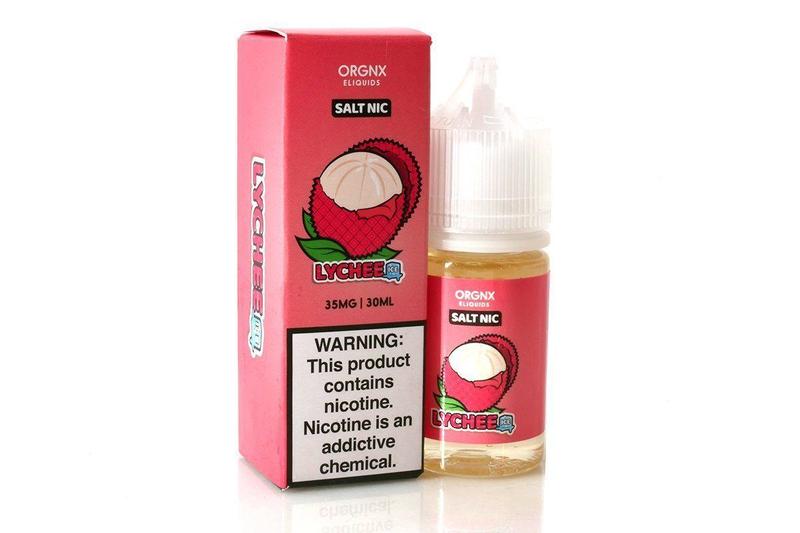 ORGNX
ELIQUIDS
SALT NIC
LYCHEE ICE
35MG | 30ML
WARNING:
This product
contains
nicotine.
Nicotine is an
addictive
chemical.
LYCHEE ICE
ORGNX
ELIQUIDS
SALT NIC
LYCHEE ICE